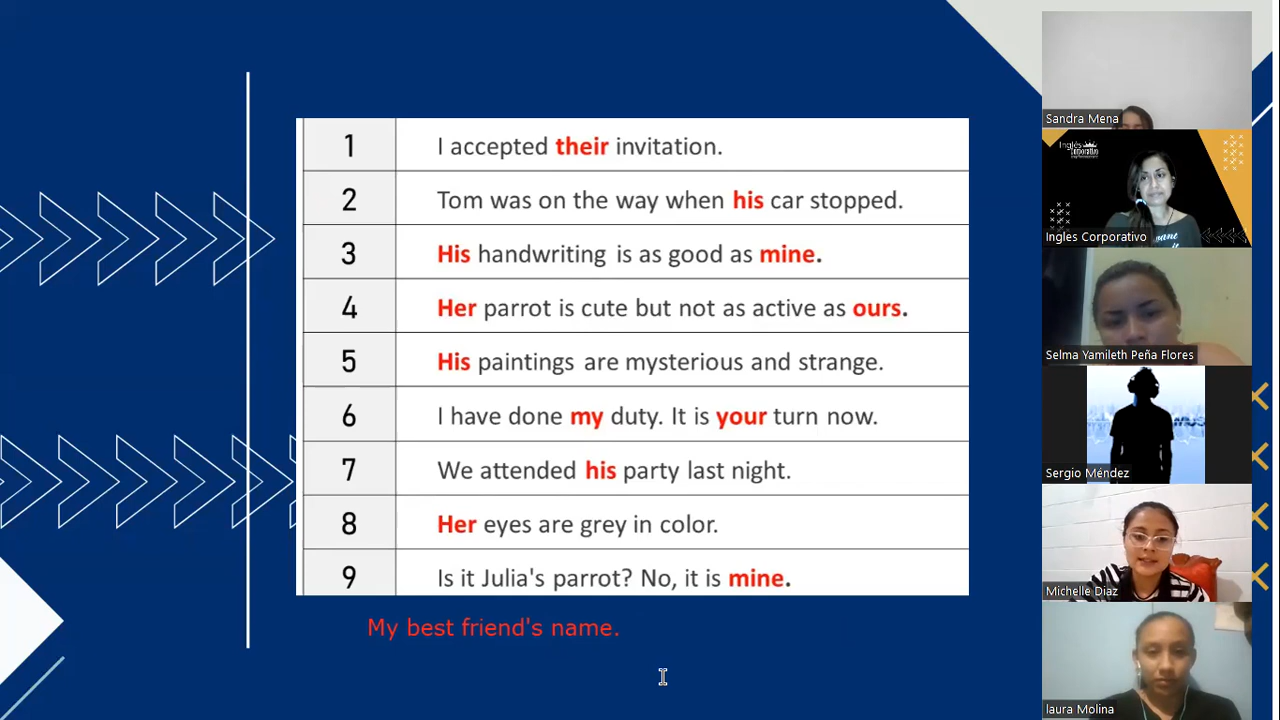 1 I accepted their invitation.
2 Tom was on the way when his car stopped.
3 His handwriting is as good as mine.
4 Her parrot is cute but not as active as ours.
5 His paintings are mysterious and strange.
6 I have done my duty. It is your turn now.
7 We attended his party last night.
8 Her eyes are grey in color.
9 Is it Julia's parrot? No, it is mine.
My best friend's name.
Sandra Mena
Inglés
Corporativo
Ingles Corporativo
Selma Yamileth Peña Flores
Sergio Méndez
Michelle Diaz
laura Molina